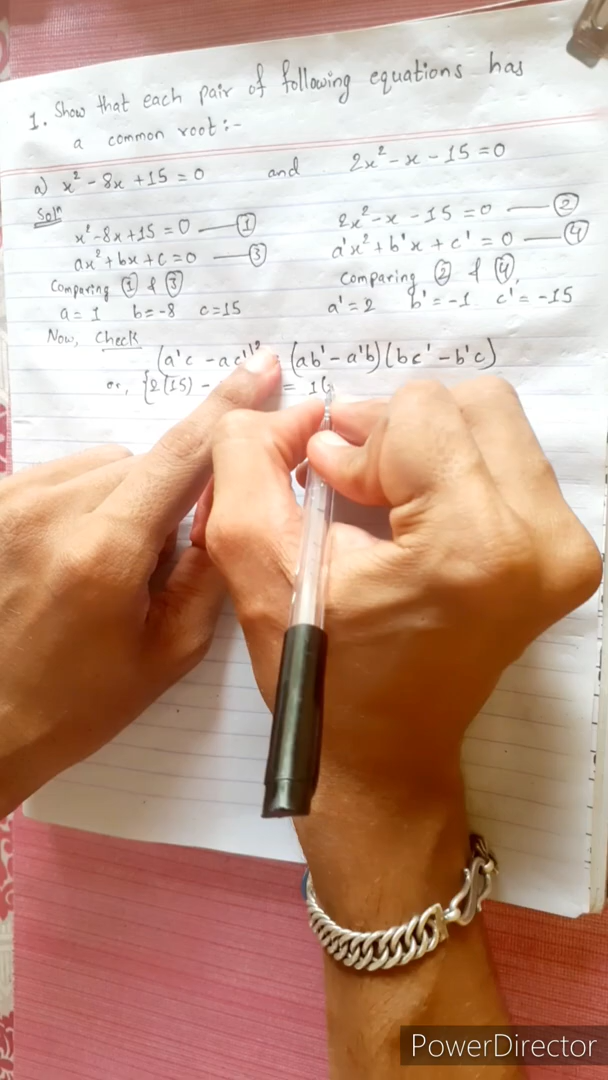 1. Show that each pair of following equations has
a common root:-
a) x² - 8x + 15 = 0 and 2x² - x - 15 = 0
Solⁿ
x² - 8x + 15 = 0 —— ① 2x² - x - 15 = 0 —— ②
ax² + bx + c = 0 —— ③ a'x² + b'x + c' = 0 —— ④
Comparing ① & ③ Comparing ② & ④,
a = 1 b = -8 c = 15 a' = 2 b' = -1 c' = -15
Now, Check
(a'c - ac')² = (ab' - a'b)(bc' - b'c)
or, {2(15) - = 1(
PowerDirector